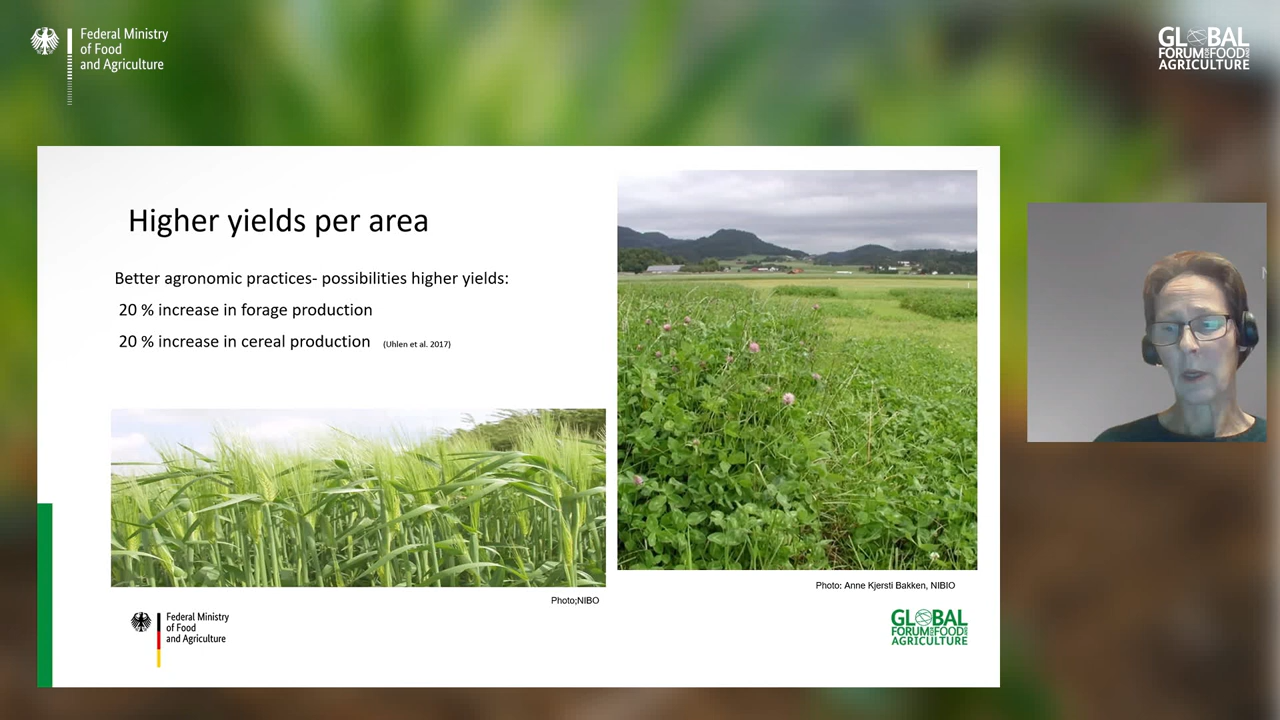 Federal Ministry
of Food
and Agriculture
GLOBAL
FORUM FOR FOOD AND
AGRICULTURE
Higher yields per area
Better agronomic practices- possibilities higher yields:
20 % increase in forage production
20 % increase in cereal production (Uhlen et al. 2017)
Photo: Anne Kjersti Bakken, NIBIO
Photo;NIBO
Federal Ministry
of Food
and Agriculture
GLOBAL
FORUM FOR FOOD AND
AGRICULTURE